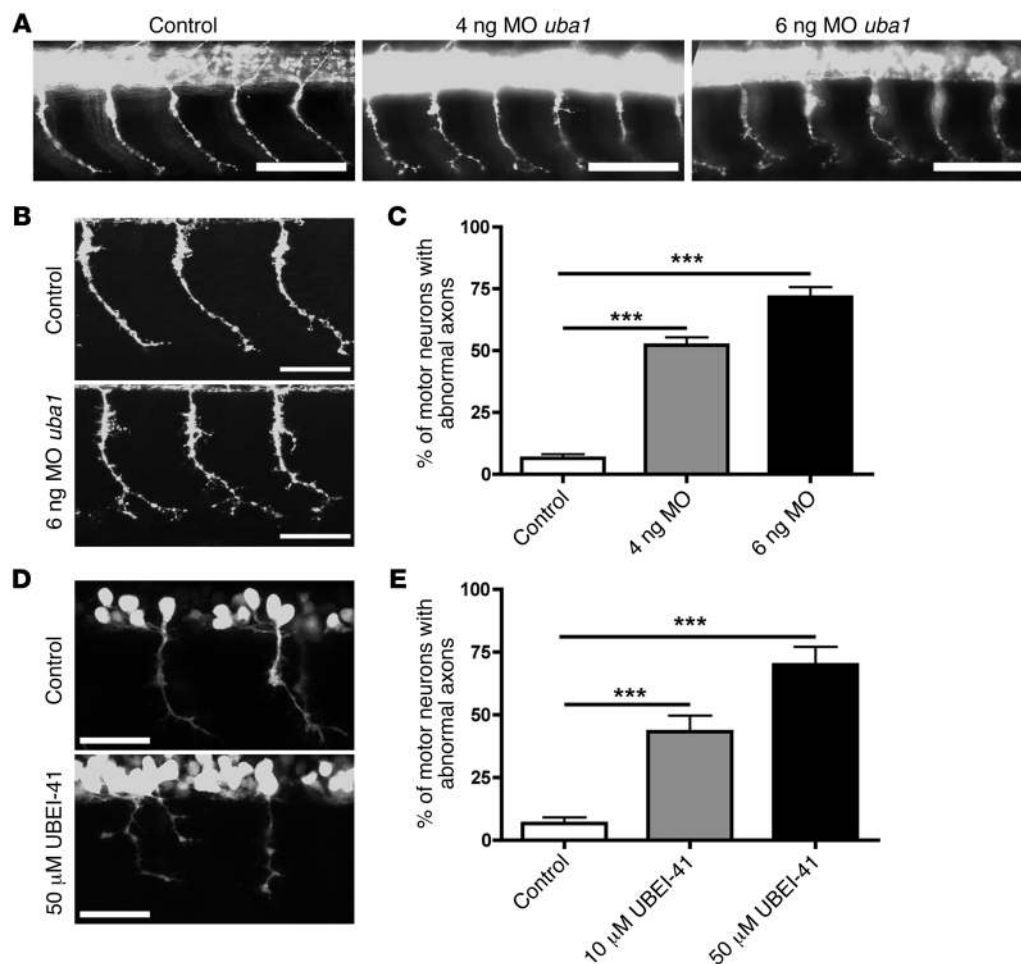 A
Control
4 ng MO uba1
6 ng MO uba1
B
Control
6 ng MO uba1
C
% of motor neurons with
abnormal axons
100
75
50
25
0
***
***
Control
4 ng MO
6 ng MO
D
Control
50 μM UBEI-41
E
% of motor neurons with
abnormal axons
100
75
50
25
0
***
***
Control
10 μM UBEI-41
50 μM UBEI-41